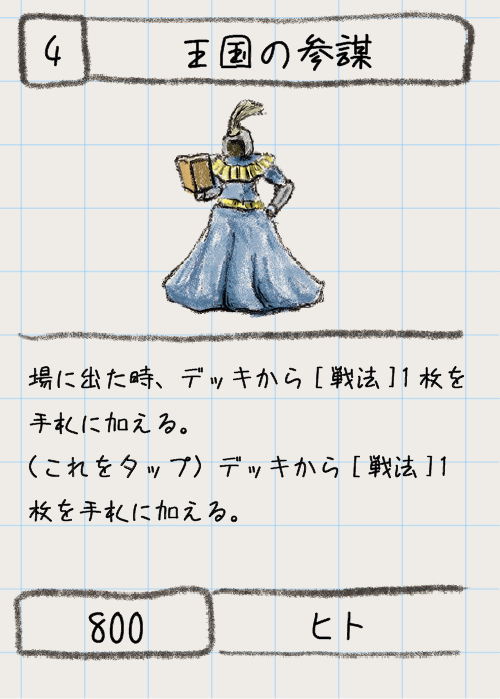 4
王国の参謀
場に出た時、デッキから[戦法]1枚を
手札に加える。
(これをタップ)デッキから[戦法]1
枚を手札に加える。
800
ヒト